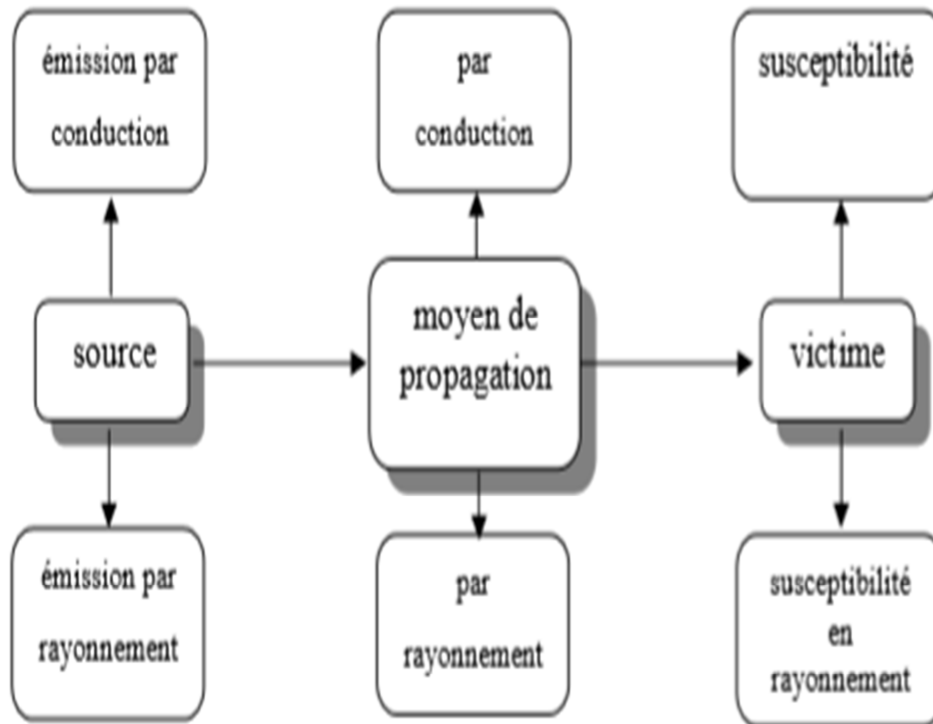 émission par
conduction
par
conduction
susceptibilité
source
moyen de
propagation
victime
émission par
rayonnement
par
rayonnement
susceptibilité
en
rayonnement